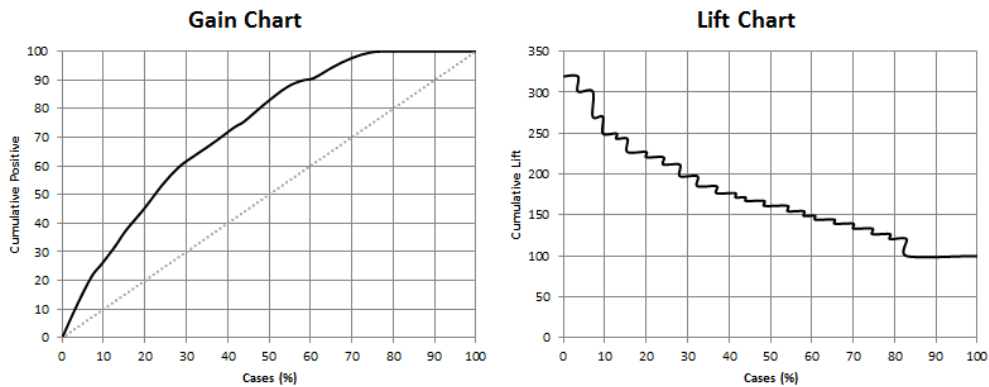 Gain Chart
Cumulative Positive
100
90
80
70
60
50
40
30
20
10
0
0 10 20 30 40 50 60 70 80 90 100
Cases (%)
Lift Chart
Cumulative Lift
350
300
250
200
150
100
50
0
0 10 20 30 40 50 60 70 80 90 100
Cases (%)